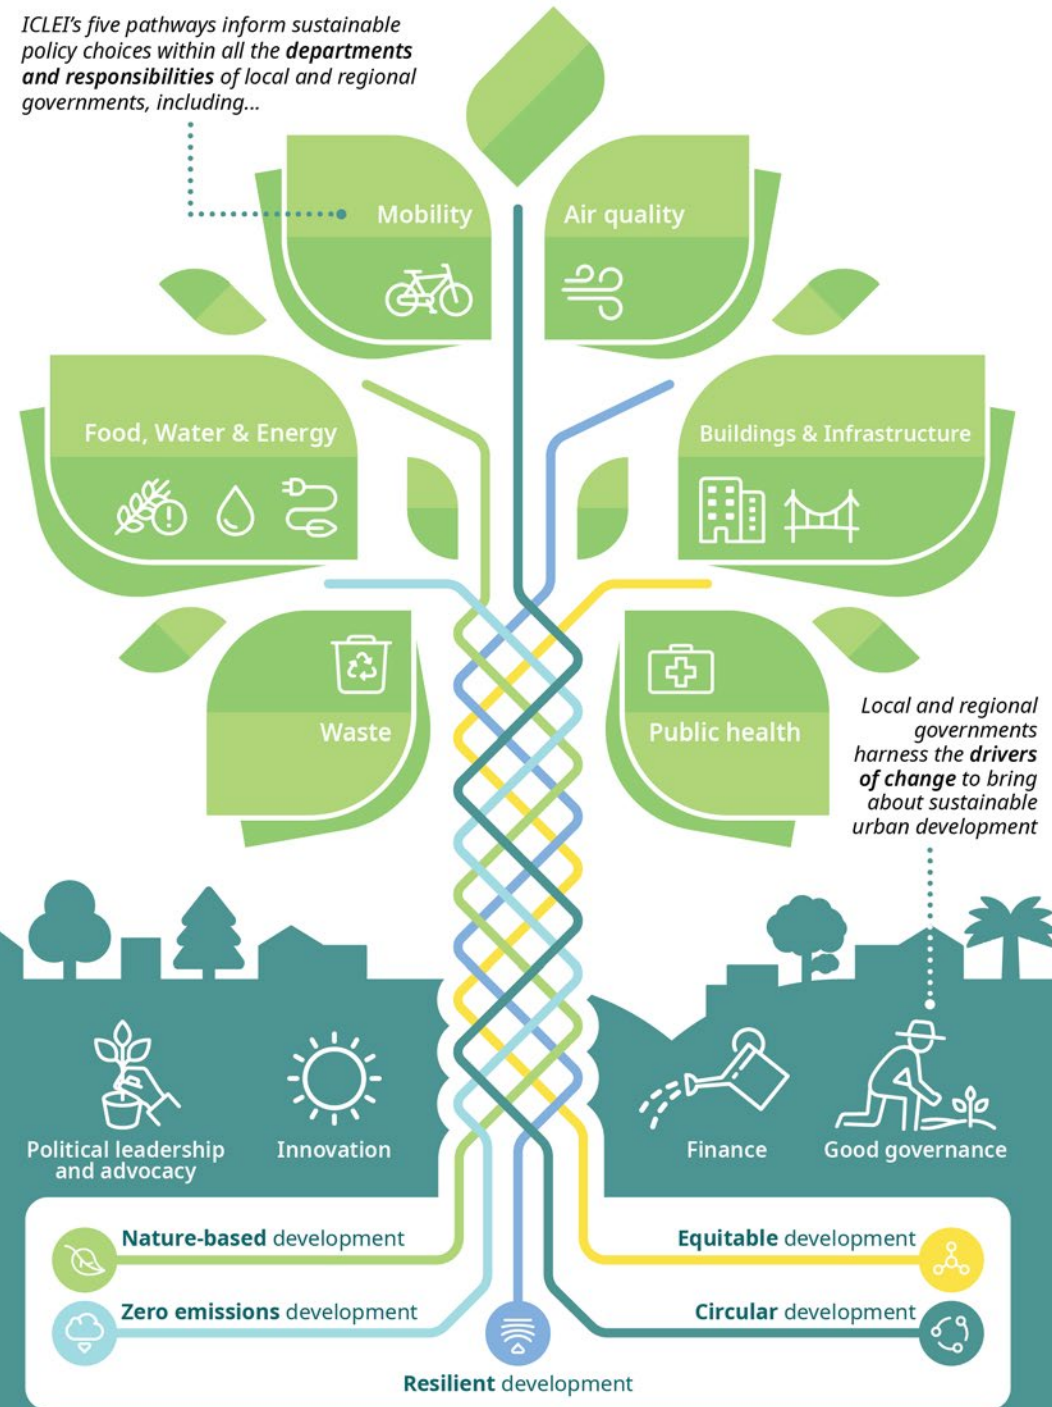 ICLEI's five pathways inform sustainable
policy choices within all the departments
and responsibilities of local and regional
governments, including...
Mobility
Air quality
Food, Water & Energy
Buildings & Infrastructure
Waste
Public health
Local and regional
governments
harness the drivers
of change to bring
about sustainable
urban development
Political leadership
and advocacy
Innovation
Finance
Good governance
Nature-based development
Equitable development
Zero emissions development
Circular development
Resilient development